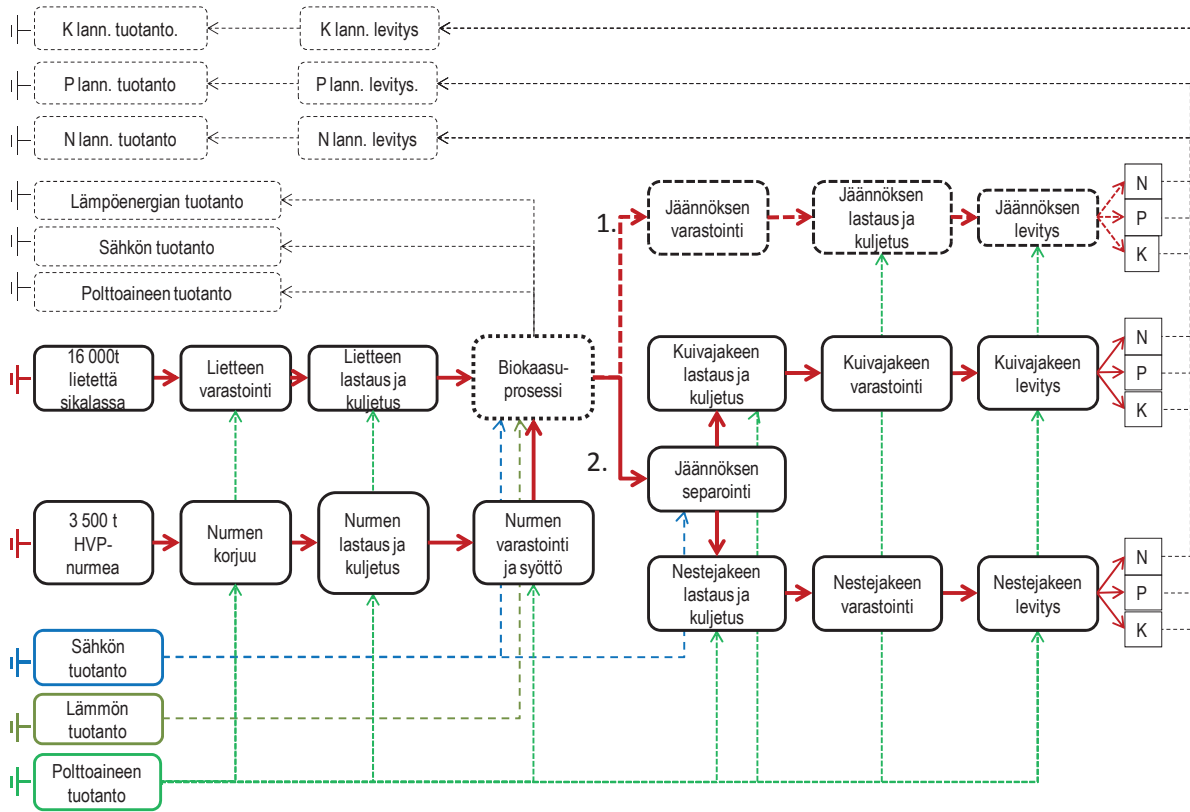 K lann. tuotanto.
K lann. levitys
P lann. tuotanto
P lann. levitys.
N lann. tuotanto
N lann. levitys
Lämpöenergian tuotanto
Sähkön tuotanto
Polttoaineen tuotanto
1.
Jäännöksen
varastointi
Jäännöksen
lastaus ja
kuljetus
Jäännöksen
levitys
N
P
K
16 000t
lietettä
sikalassa
Lietteen
varastointi
Lietteen
lastaus ja
kuljetus
Biokaasu-
prosessi
Kuivajakeen
lastaus ja
kuljetus
Kuivajakeen
varastointi
Kuivajakeen
levitys
N
P
K
2.
Jäännöksen
separointi
3 500 t
HVP-
nurmea
Nurmen
korjuu
Nurmen
lastaus ja
kuljetus
Nurmen
varastointi
ja syöttö
Nestejakeen
lastaus ja
kuljetus
Nestejakeen
varastointi
Nestejakeen
levitys
N
P
K
Sähkön
tuotanto
Lämmön
tuotanto
Polttoaineen
tuotanto